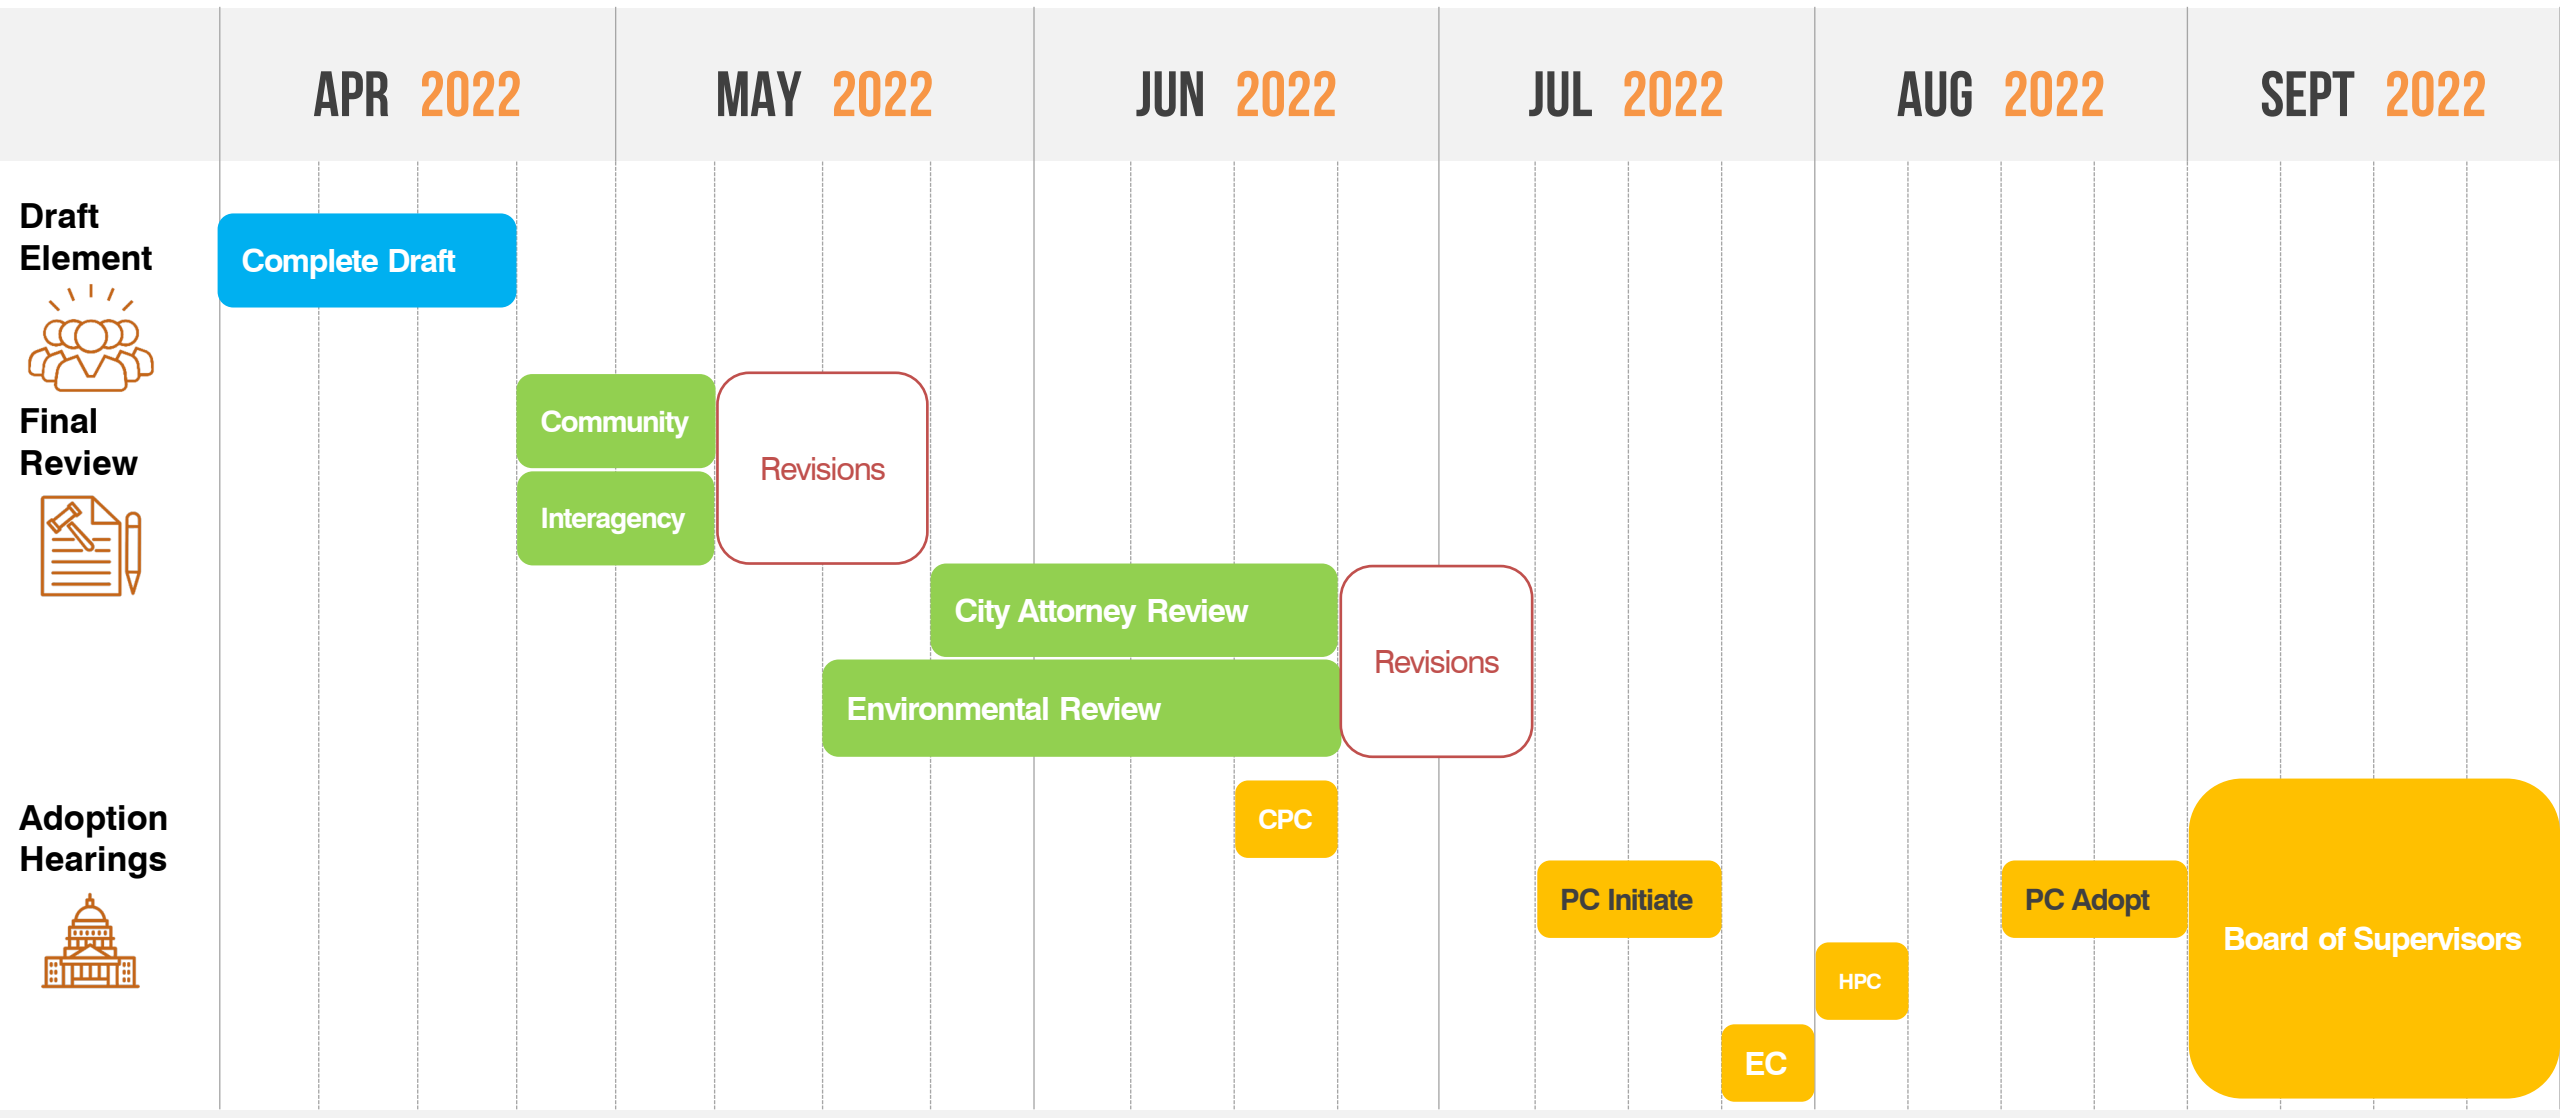 APR 2022 MAY 2022 JUN 2022 JUL 2022 AUG 2022 SEPT 2022
Draft
Element
Complete Draft
Final
Review
Community
Interagency
Revisions
City Attorney Review
Environmental Review
Revisions
Adoption
Hearings
CPC
PC Initiate
PC Adopt
Board of Supervisors
HPC
EC